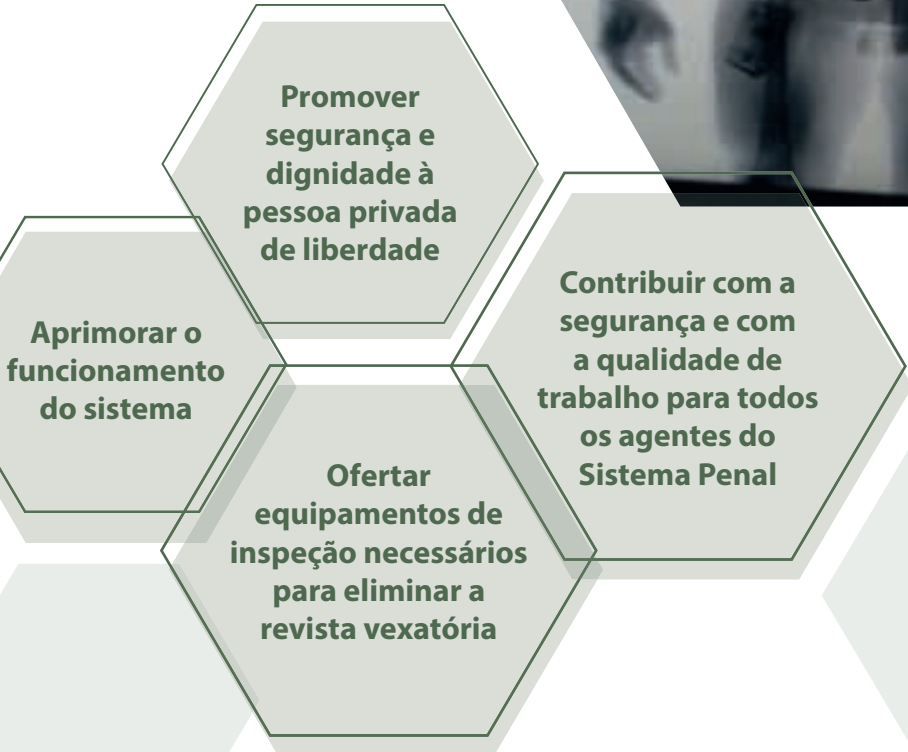 Promover
segurança e
dignidade à
pessoa privada
de liberdade
Aprimorar o
funcionamento
do sistema
Contribuir com a
segurança e com
a qualidade de
trabalho para todos
os agentes do
Sistema Penal
Ofertar
equipamentos de
inspeção necessários
para eliminar a
revista vexatória